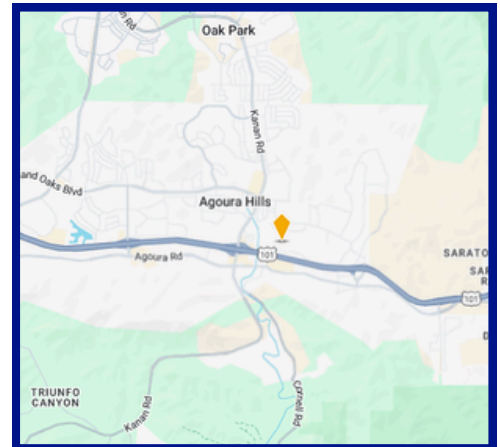 Oak Park
Kanan Rd
and Oaks Blvd
Agoura Hills
101
Agoura Rd
SARATO
SAR
R
101
D
TRIUNFO
CANYON
Kanan Rd
Cornell Rd